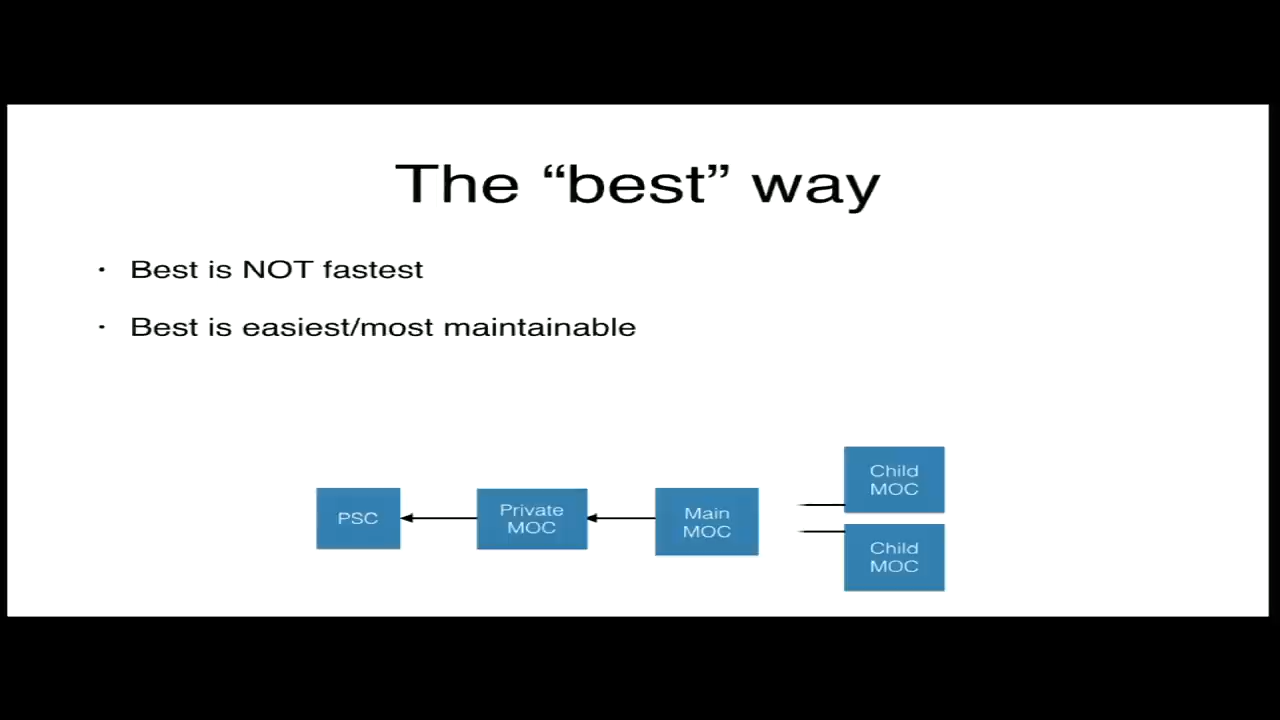 The “best” way
· Best is NOT fastest
· Best is easiest/most maintainable
PSC
Private
MOC
Main
MOC
Child
MOC
Child
MOC